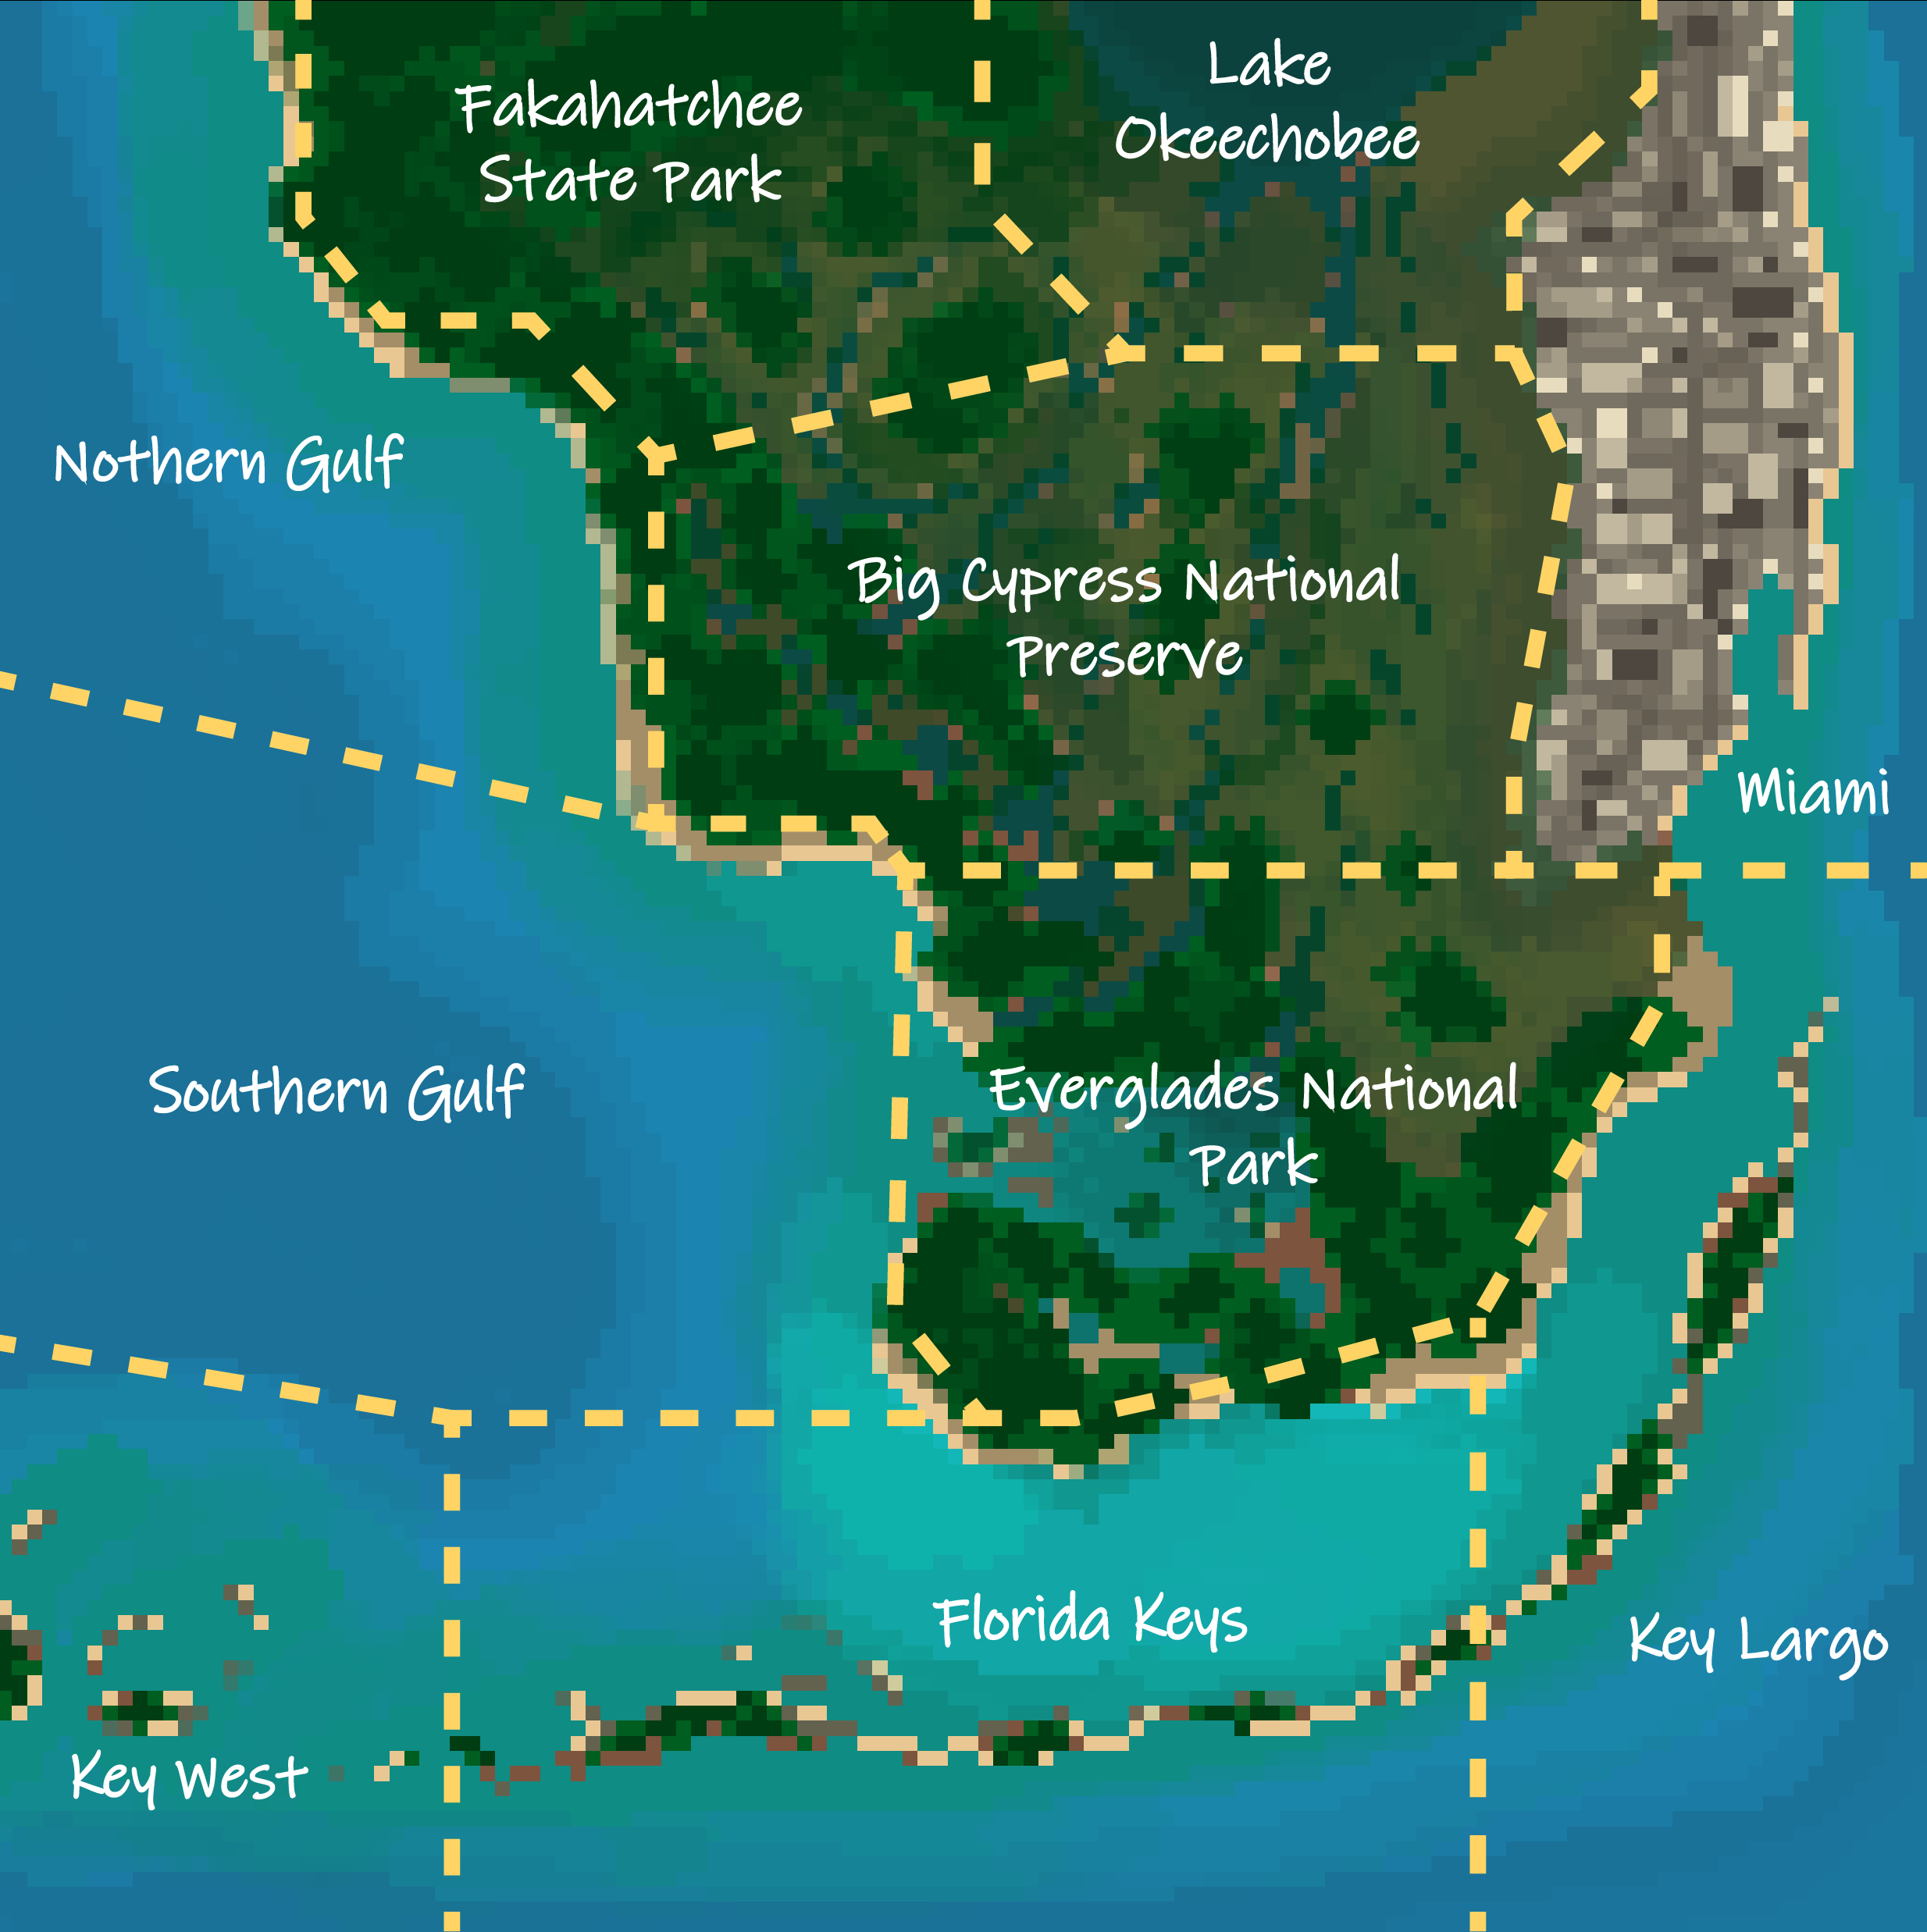 Fakahatchee
State Park
Lake
Okeechobee
Nothern Gulf
Big Cypress National
Preserve
Miami
Southern Gulf
Everglades National
Park
Florida Keys
Key Largo
Key West